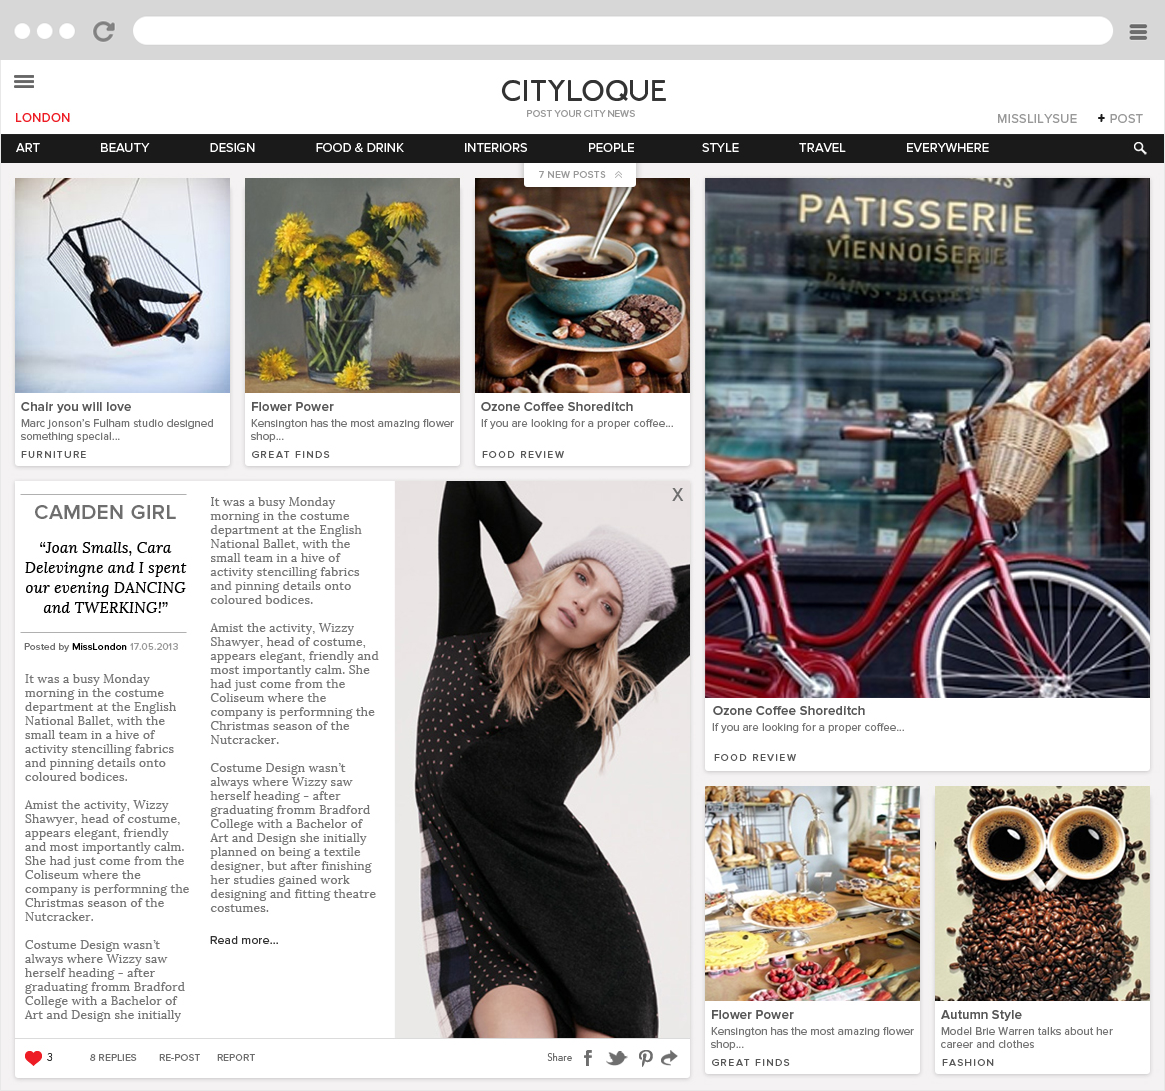 CITYLOQUE
POST YOUR CITY NEWS
LONDON
MISSLILYSUE
+ POST
ART BEAUTY DESIGN FOOD & DRINK INTERIORS PEOPLE STYLE TRAVEL EVERYWHERE
7 NEW POSTS
Chair you will love
Marc jonson's Fulham studio designed
something special...
FURNITURE
Flower Power
Kensington has the most amazing flower
shop...
GREAT FINDS
Ozone Coffee Shoreditch
If you are looking for a proper coffee...
FOOD REVIEW
PATISSERIE
VIENNOISERIE
PAINS · BAGUETTES
Ozone Coffee Shoreditch
If you are looking for a proper coffee...
FOOD REVIEW
CAMDEN GIRL
“Joan Smalls, Cara
Delevingne and I spent
our evening DANCING
and TWERKING!”
Posted by MissLondon 17.05.2013
It was a busy Monday
morning in the costume
department at the English
National Ballet, with the
small team in a hive of
activity stencilling fabrics
and pinning details onto
coloured bodices.
Amist the activity, Wizzy
Shawyer, head of costume,
appears elegant, friendly
and most importantly calm.
She had just come from the
Coliseum where the
company is performning the
Christmas season of the
Nutcracker.
Costume Design wasn't
always where Wizzy saw
herself heading - after
graduating fromm Bradford
College with a Bachelor of
Art and Design she initially
It was a busy Monday
morning in the costume
department at the English
National Ballet, with the
small team in a hive of
activity stencilling fabrics
and pinning details onto
coloured bodices.
Amist the activity, Wizzy
Shawyer, head of costume,
appears elegant, friendly and
most importantly calm. She
had just come from the
Coliseum where the
company is performning the
Christmas season of the
Nutcracker.
Costume Design wasn't
always where Wizzy saw
herself heading - after
graduating fromm Bradford
College with a Bachelor of
Art and Design she initially
planned on being a textile
designer, but after finishing
her studies gained work
designing and fitting theatre
costumes.
Read more...
X
3
8 REPLIES
RE-POST
REPORT
Share
Flower Power
Kensington has the most amazing flower
shop...
GREAT FINDS
Autumn Style
Model Brie Warren talks about her
career and clothes
FASHION